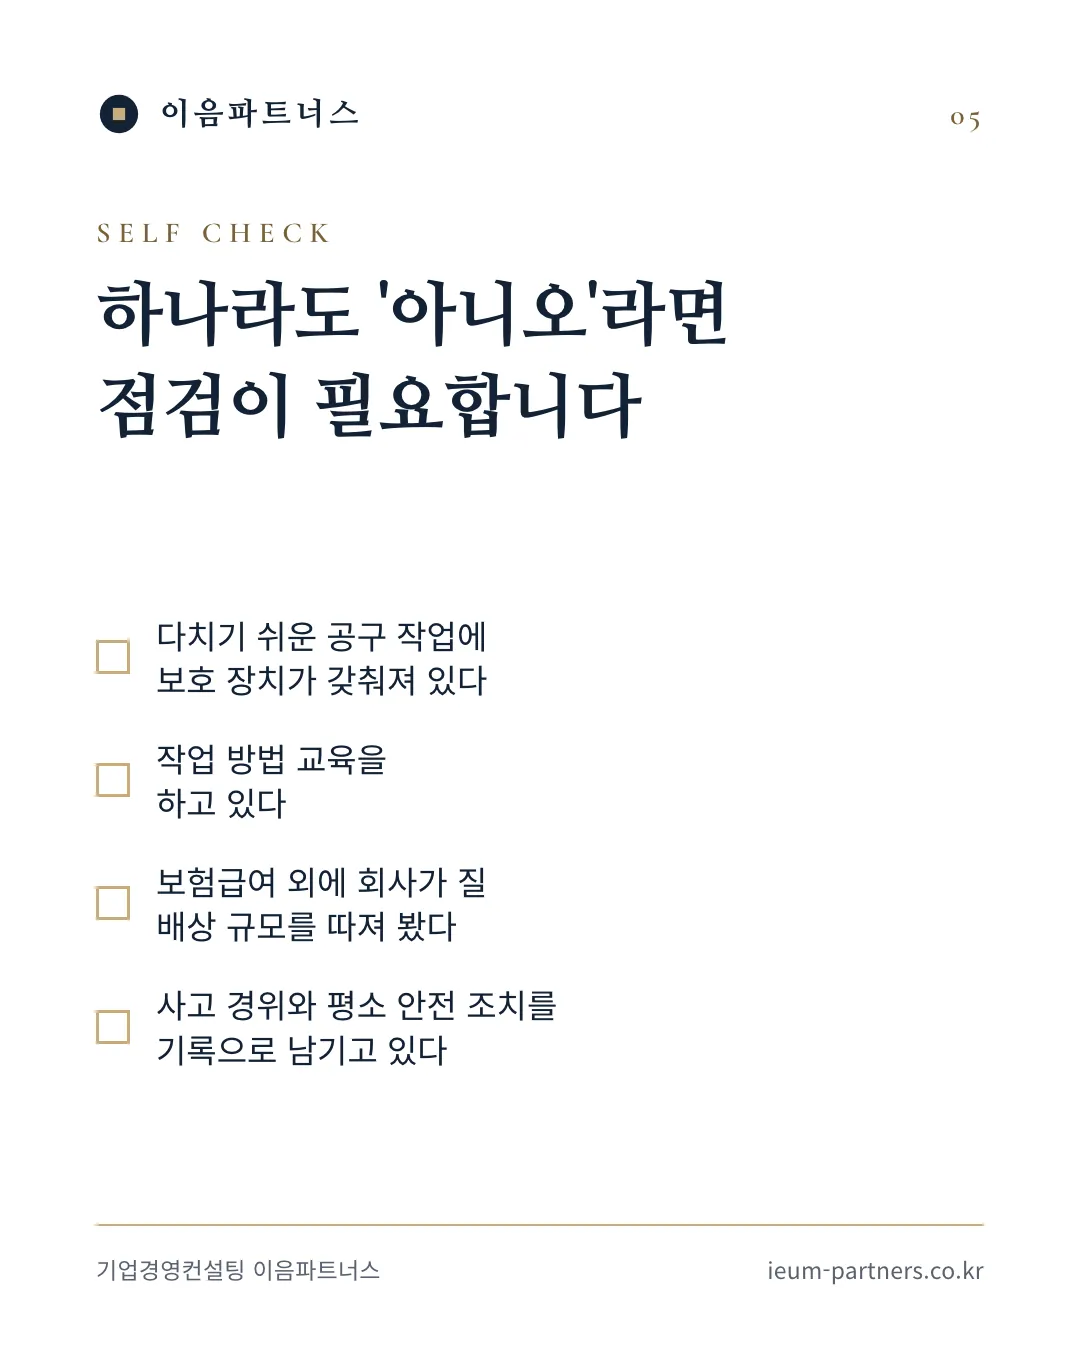 이음파트너스
05
SELF CHECK
하나라도 '아니오'라면
점검이 필요합니다
다치기 쉬운 공구 작업에
보호 장치가 갖춰져 있다
작업 방법 교육을
하고 있다
보험급여 외에 회사가 질
배상 규모를 따져 봤다
사고 경위와 평소 안전 조치를
기록으로 남기고 있다
기업경영컨설팅 이음파트너스
ieum-partners.co.kr